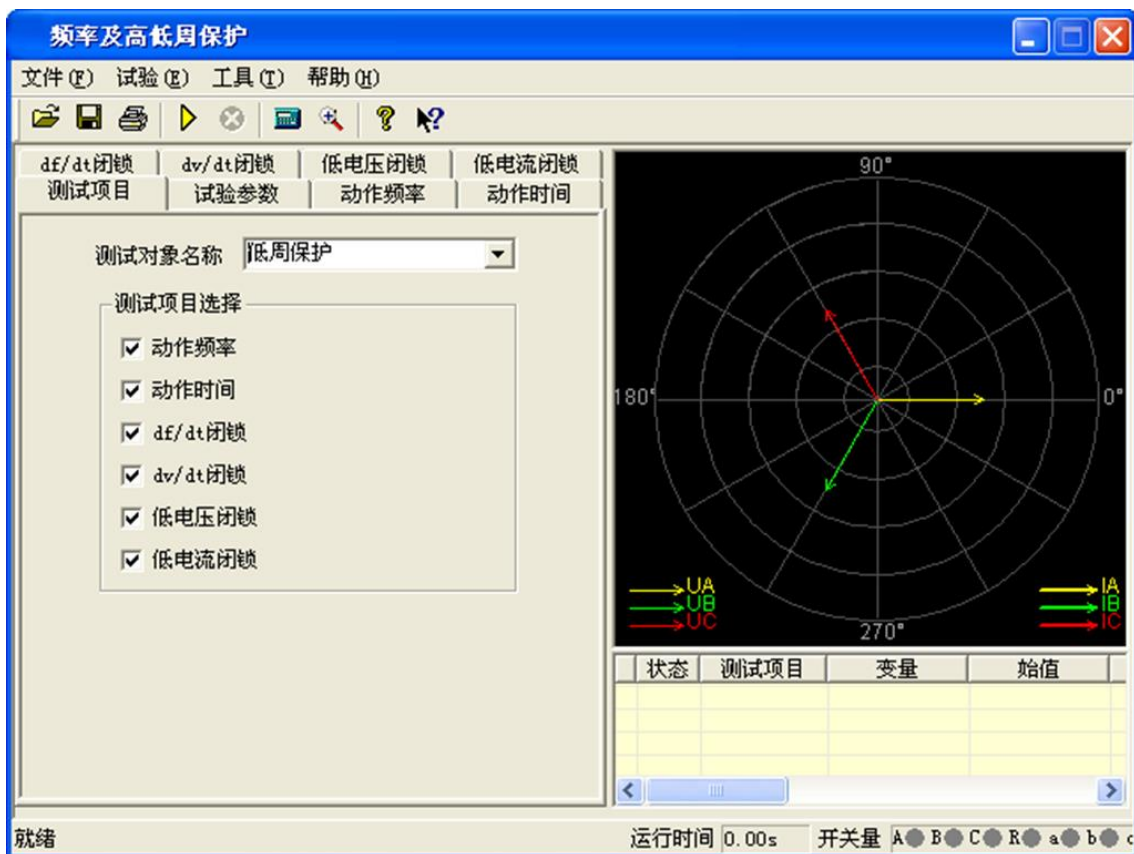 频率及高低周保护
文件(F) 试验(E) 工具(T) 帮助(H)
df/dt闭锁 dv/dt闭锁 低电压闭锁 低电流闭锁
测试项目 试验参数 动作频率 动作时间
测试对象名称 低周保护
测试项目选择
动作频率
动作时间
df/dt闭锁
dv/dt闭锁
低电压闭锁
低电流闭锁
90°
180° 0°
270°
UA
UB
UC
IA
IB
IC
状态 测试项目 变量 始值
就绪 运行时间 0.00s 开关量 A B C R a b c